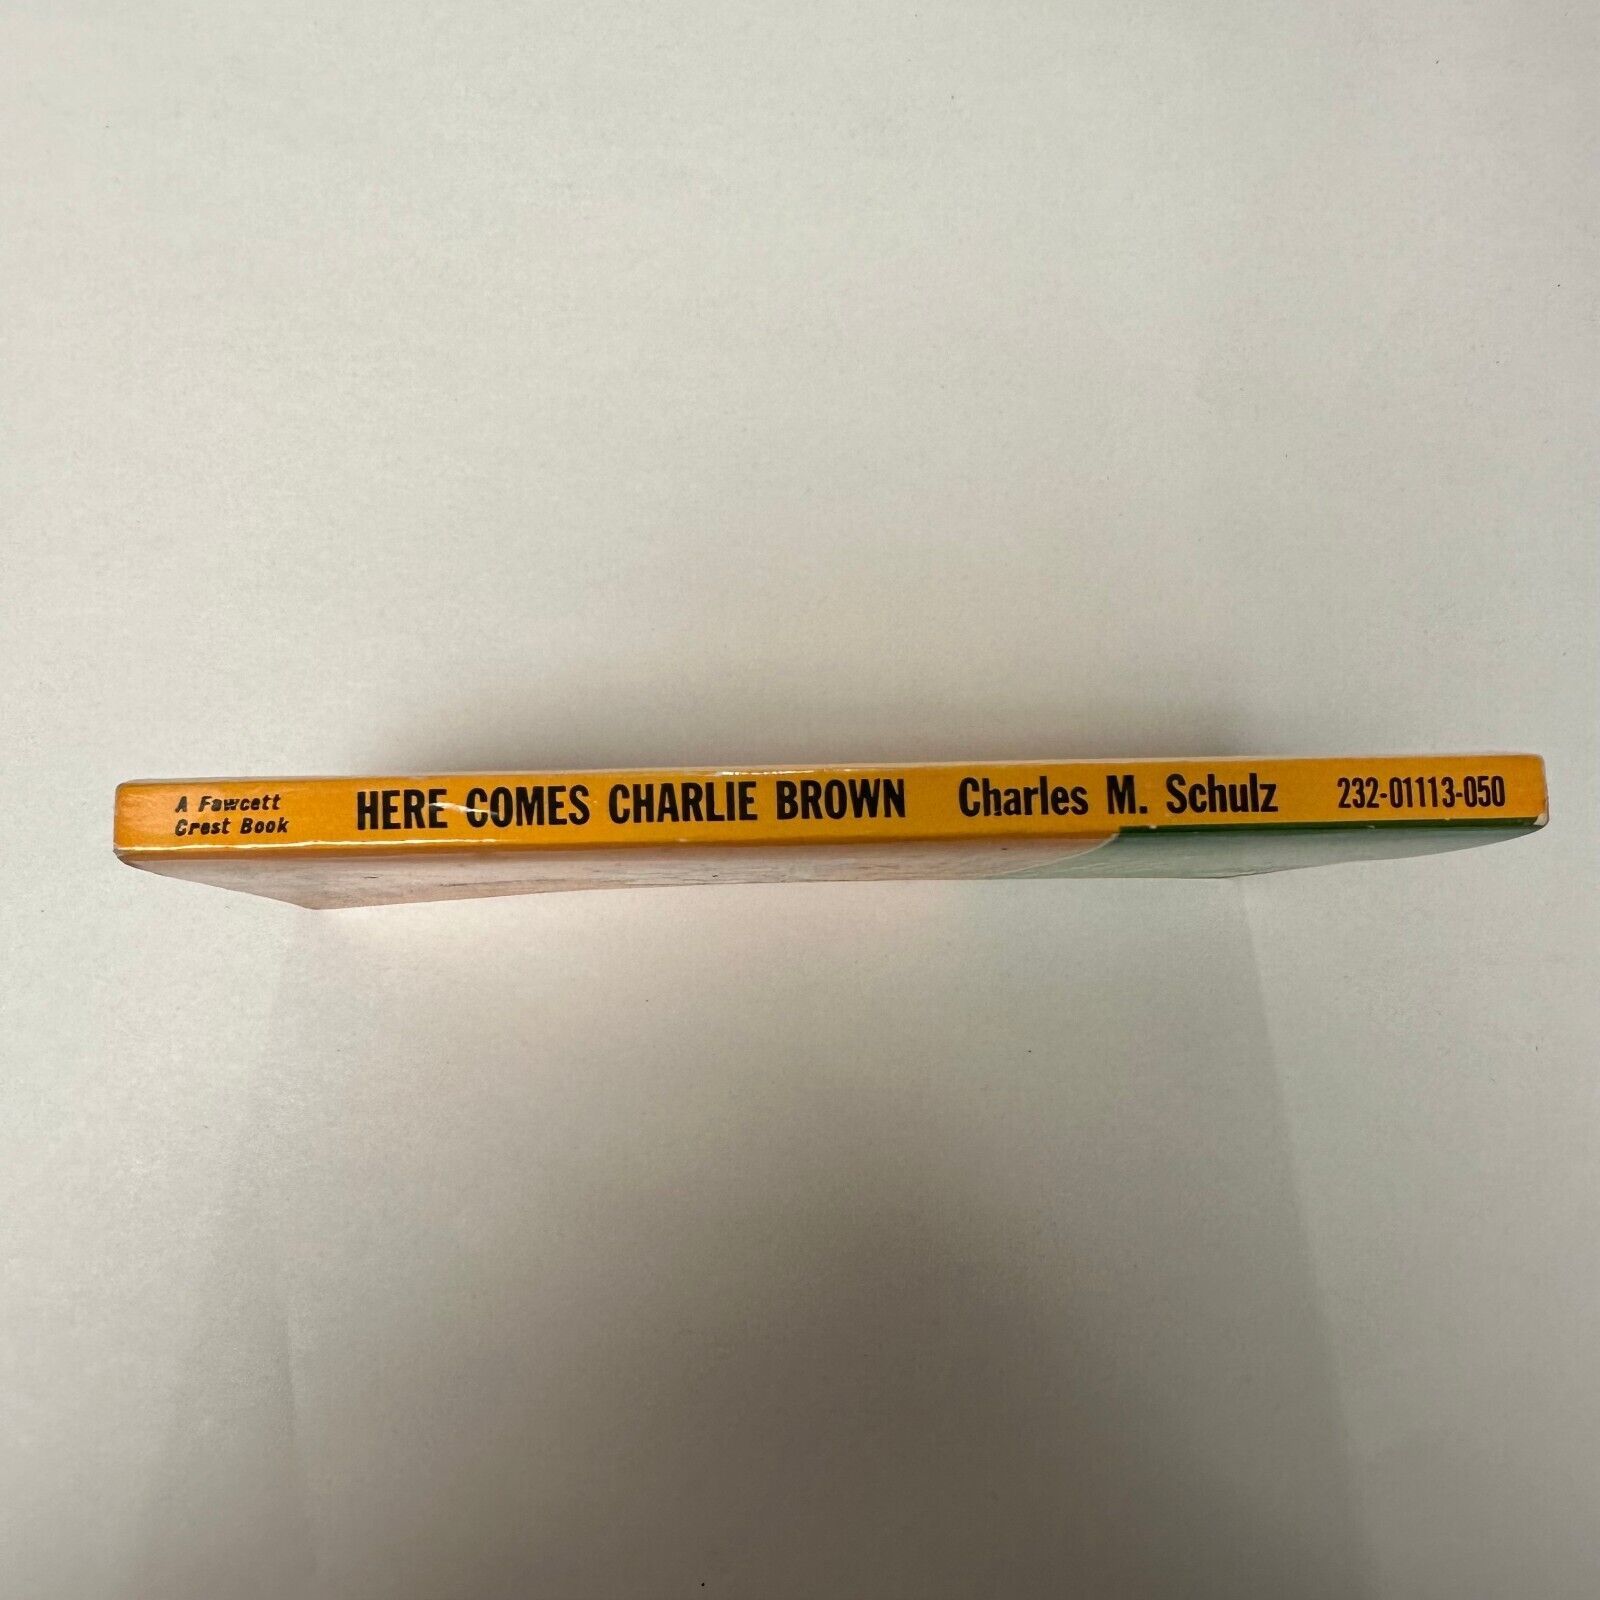 A Fawcett
Crest Book
HERE COMES CHARLIE BROWN Charles M. Schulz 232-01113-050